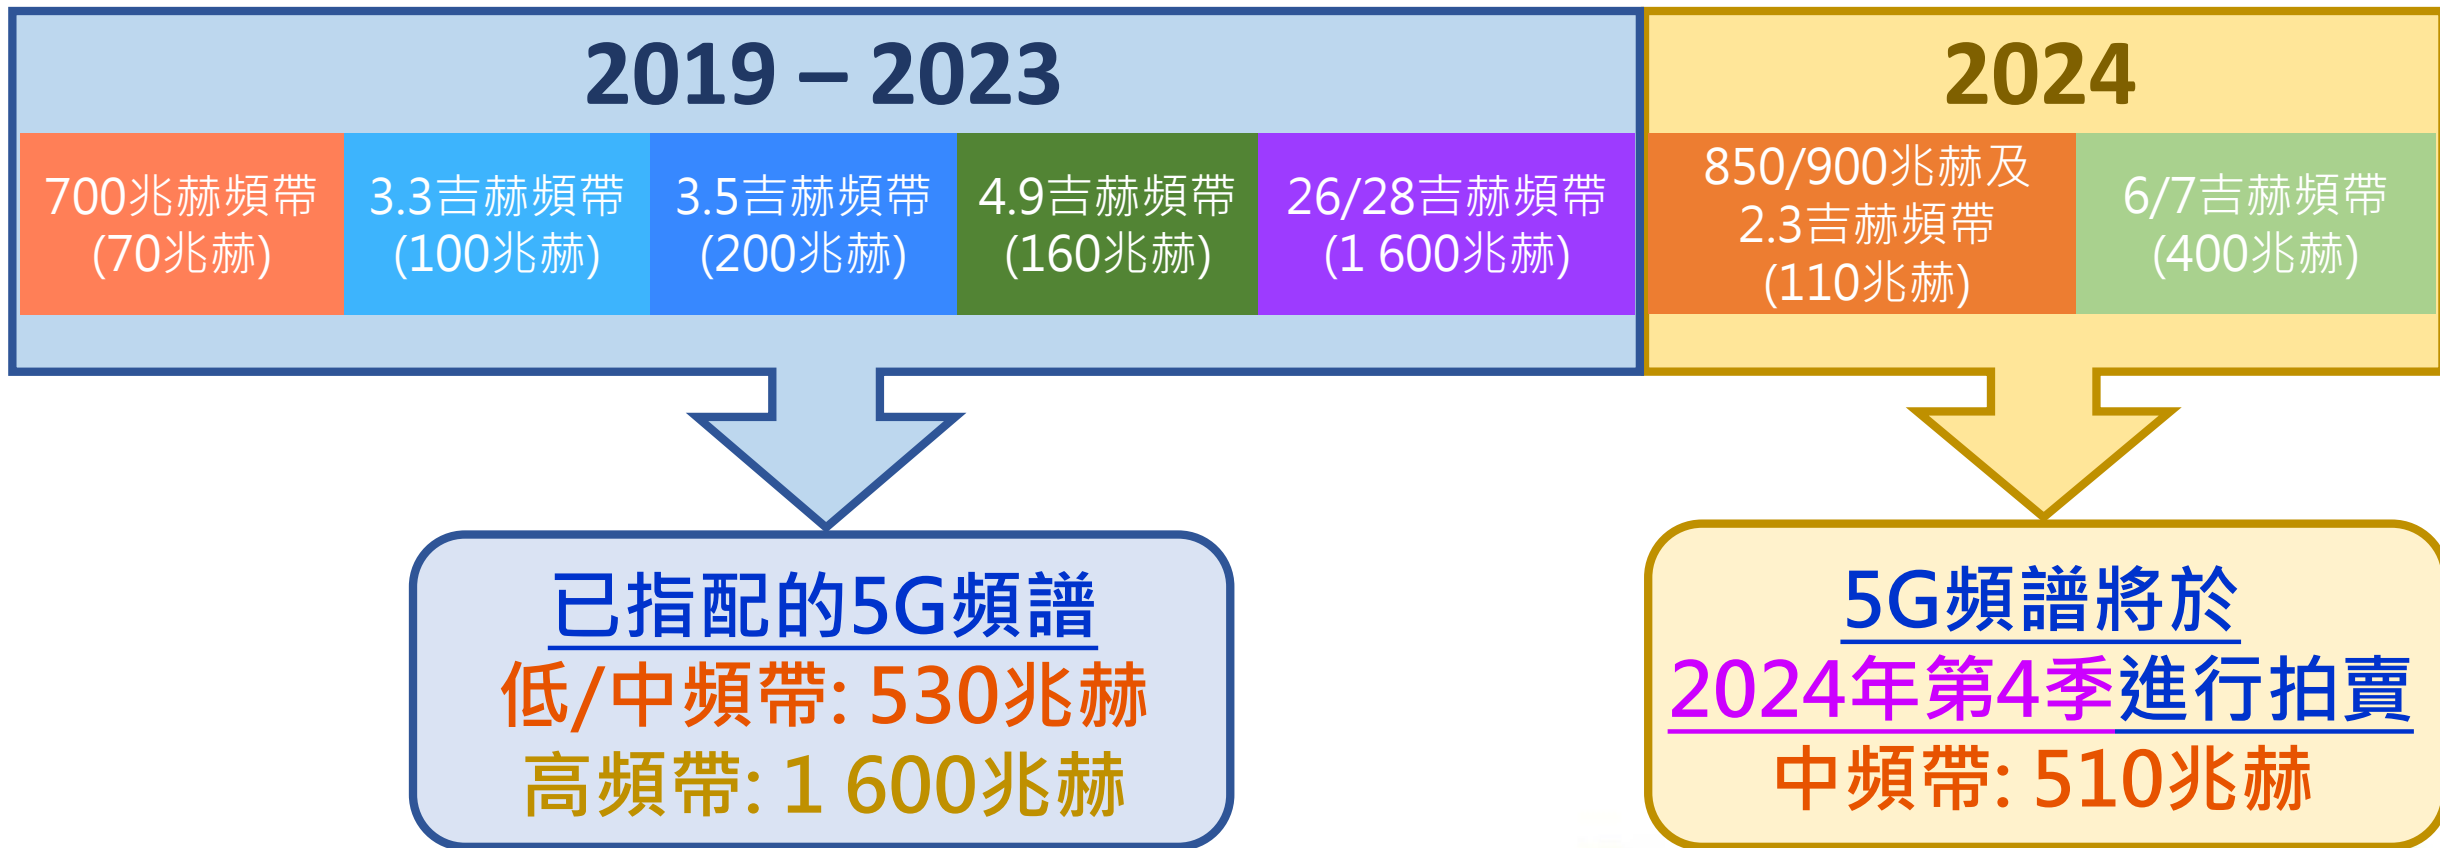 2019 – 2023
2024
700兆赫頻帶
(70兆赫)
3.3吉赫頻帶
(100兆赫)
3.5吉赫頻帶
(200兆赫)
4.9吉赫頻帶
(160兆赫)
26/28吉赫頻帶
(1 600兆赫)
850/900兆赫及
2.3吉赫頻帶
(110兆赫)
6/7吉赫頻帶
(400兆赫)
已指配的5G頻譜
低/中頻帶: 530兆赫
高頻帶: 1 600兆赫
5G頻譜將於
2024年第4季進行拍賣
中頻帶: 510兆赫